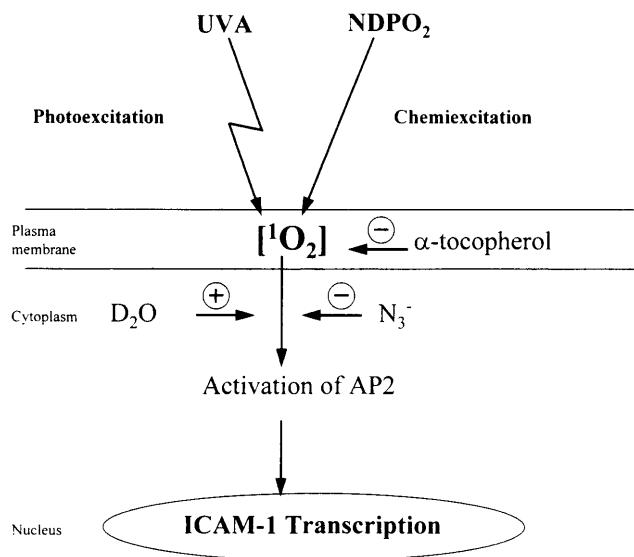 UVA NDPO₂
Photoexcitation Chemiexcitation
Plasma
membrane
[¹O₂] − α-tocopherol
Cytoplasm D₂O + − N₃⁻
Activation of AP2
Nucleus ICAM-1 Transcription